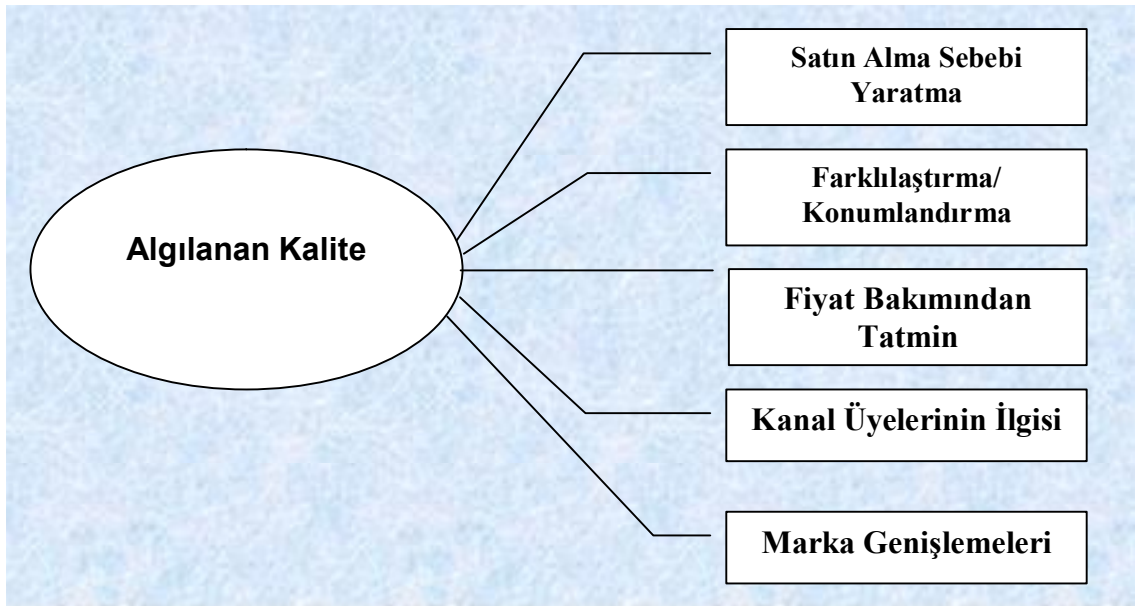 Algılanan Kalite
Satın Alma Sebebi
Yaratma
Farklılaştırma/
Konumlandırma
Fiyat Bakımından
Tatmin
Kanal Üyelerinin İlgisi
Marka Genişlemeleri